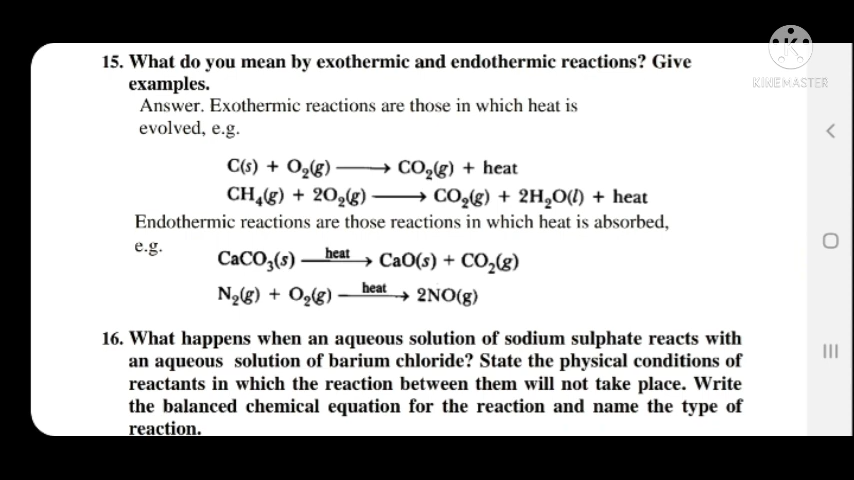 15. What do you mean by exothermic and endothermic reactions? Give
examples.
Answer. Exothermic reactions are those in which heat is
evolved, e.g.
C(s) + O₂(g) ⟶ CO₂(g) + heat
CH₄(g) + 2O₂(g) ⟶ CO₂(g) + 2H₂O(l) + heat
Endothermic reactions are those reactions in which heat is absorbed,
e.g.
CaCO₃(s) —heat→ CaO(s) + CO₂(g)
N₂(g) + O₂(g) —heat→ 2NO(g)
16. What happens when an aqueous solution of sodium sulphate reacts with
an aqueous solution of barium chloride? State the physical conditions of
reactants in which the reaction between them will not take place. Write
the balanced chemical equation for the reaction and name the type of
reaction.
K
KINEMASTER